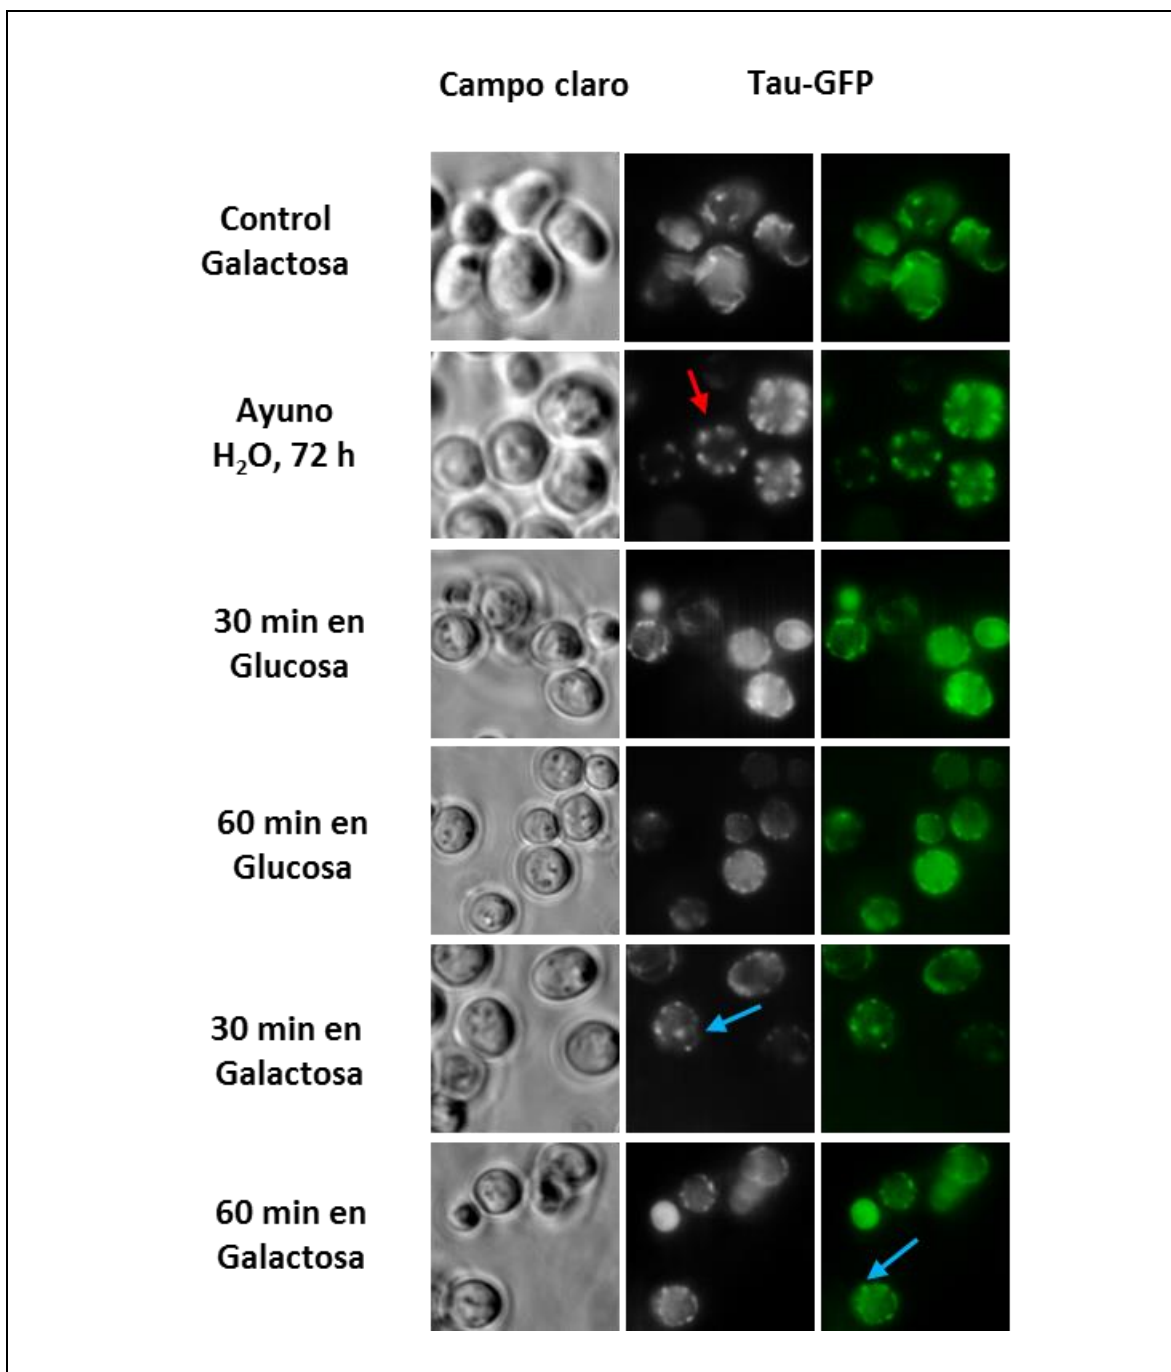 Campo claro
Tau-GFP
Control
Galactosa
Ayuno
H₂O, 72 h
30 min en
Glucosa
60 min en
Glucosa
30 min en
Galactosa
60 min en
Galactosa